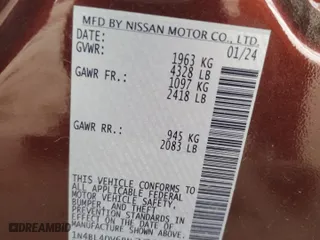 MFD BY NISSAN MOTOR CO., LTD.
DATE: 01/24
GVWR: 1963 KG
4328 LB
GAWR FR: 1097 KG
2418 LB
GAWR RR: 945 KG
2083 LB
THIS VEHICLE CONFORMS TO
ALL APPLICABLE FEDERAL
MOTOR VEHICLE SAFETY,
BUMPER, AND THEFT
PREVENTION STANDARDS
IN EFFECT ON THE DATE OF
MANUFACTURE SHOWN ABOVE.
DREAMBID